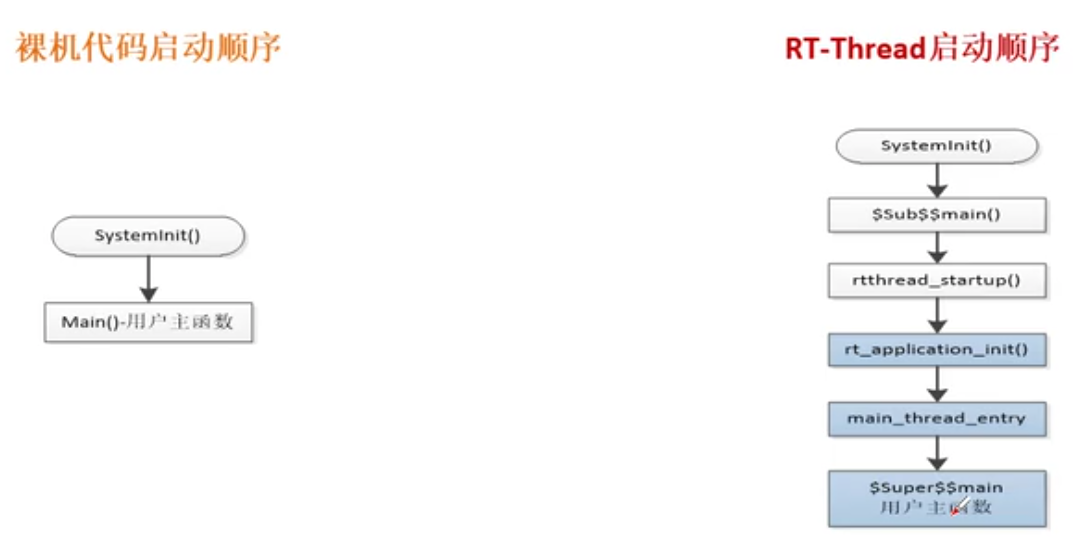 裸机代码启动顺序
SystemInit()
Main()-用户主函数
RT-Thread启动顺序
SystemInit()
$Sub$$main()
rtthread_startup()
rt_application_init()
main_thread_entry
$Super$$main
用户主函数